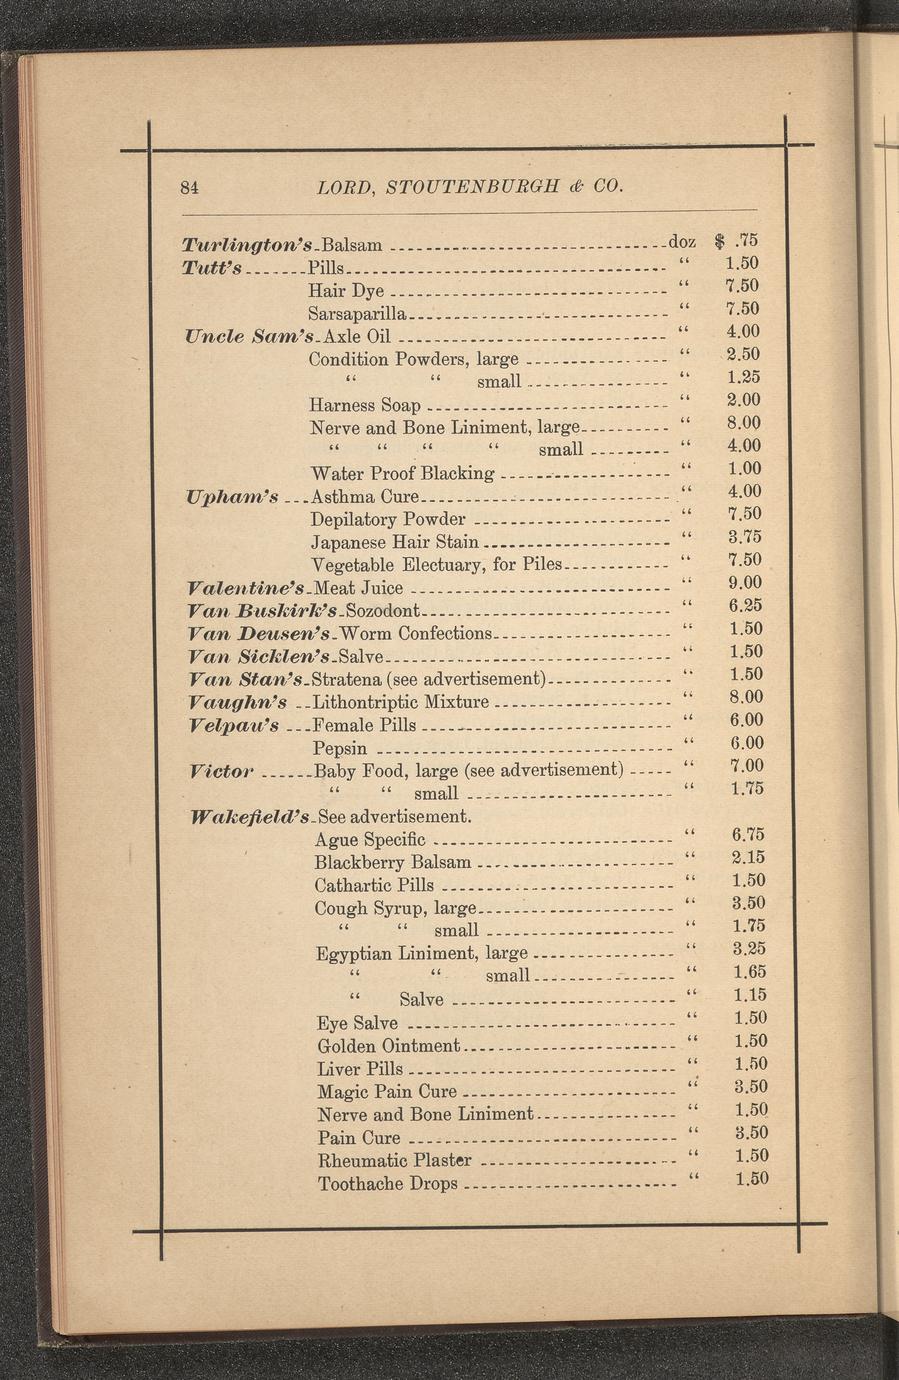 84 LORD, STOUTENBURGH & CO.
Turlington's Balsam doz $ .75
Tutt's Pills “ 1.50
Hair Dye “ 7.50
Sarsaparilla “ 7.50
Uncle Sam's Axle Oil “ 4.00
Condition Powders, large “ 2.50
“ “ small “ 1.25
Harness Soap “ 2.00
Nerve and Bone Liniment, large “ 8.00
“ “ “ “ small “ 4.00
Water Proof Blacking “ 1.00
Upham's Asthma Cure “ 4.00
Depilatory Powder “ 7.50
Japanese Hair Stain “ 3.75
Vegetable Electuary, for Piles “ 7.50
Valentine's Meat Juice “ 9.00
Van Buskirk's Sozodont “ 6.25
Van Deusen's Worm Confections “ 1.50
Van Sicklen's Salve “ 1.50
Van Stan's Stratena (see advertisement) “ 1.50
Vaughn's Lithontriptic Mixture “ 8.00
Velpau's Female Pills “ 6.00
Pepsin “ 6.00
Victor Baby Food, large (see advertisement) “ 7.00
“ “ small “ 1.75
Wakefield's See advertisement.
Ague Specific “ 6.75
Blackberry Balsam “ 2.15
Cathartic Pills “ 1.50
Cough Syrup, large “ 3.50
“ “ small “ 1.75
Egyptian Liniment, large “ 3.25
“ “ small “ 1.65
“ Salve “ 1.15
Eye Salve “ 1.50
Golden Ointment “ 1.50
Liver Pills “ 1.50
Magic Pain Cure “ 3.50
Nerve and Bone Liniment “ 1.50
Pain Cure “ 3.50
Rheumatic Plaster “ 1.50
Toothache Drops “ 1.50